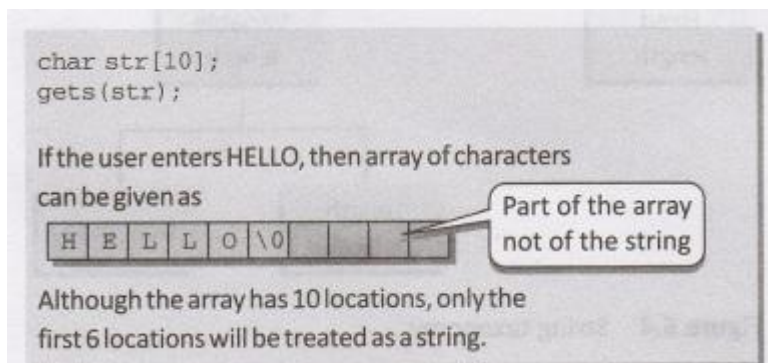 char str[10];
gets(str);
If the user enters HELLO, then array of characters
can be given as
Part of the array
not of the string
H E L L O \0
Although the array has 10 locations, only the
first 6 locations will be treated as a string.